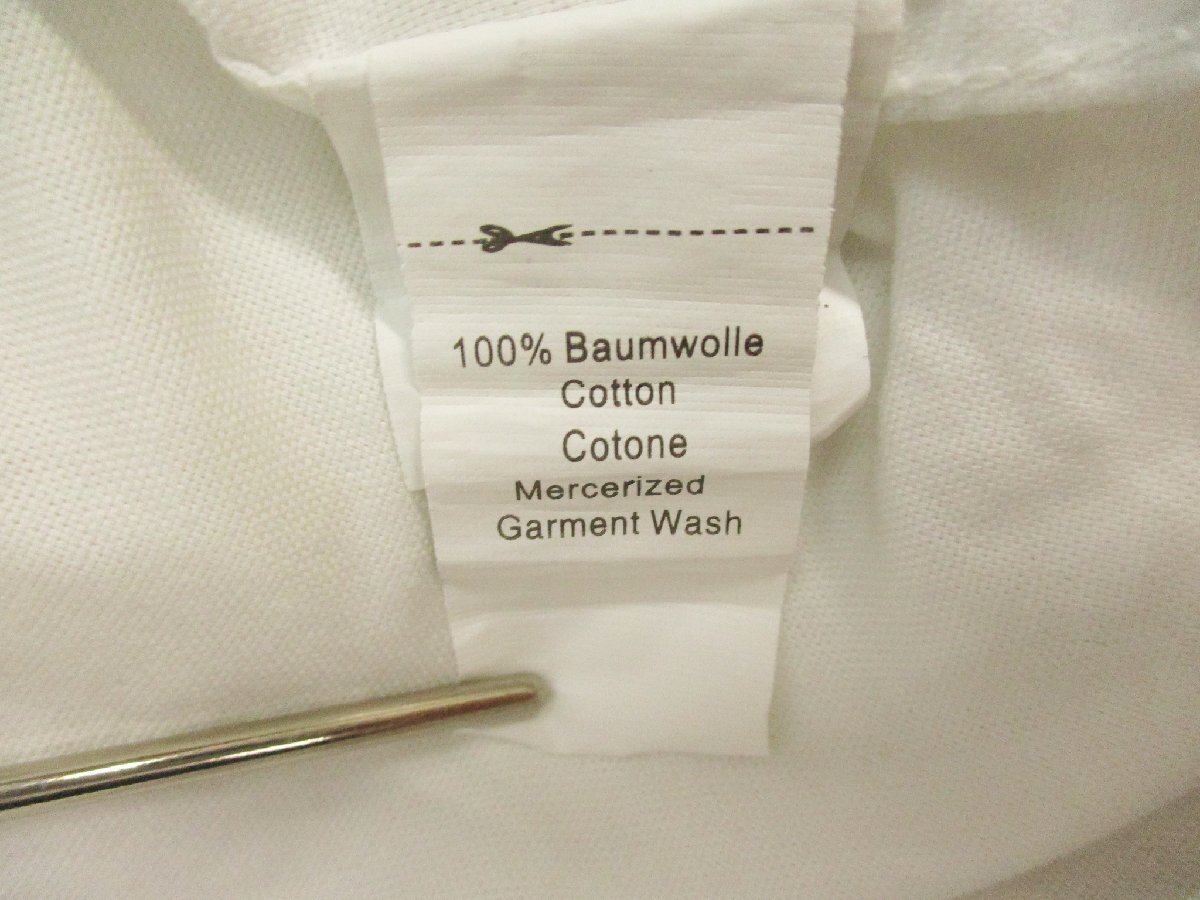 100% Baumwolle
Cotton
Cotone
Mercerized
Garment Wash